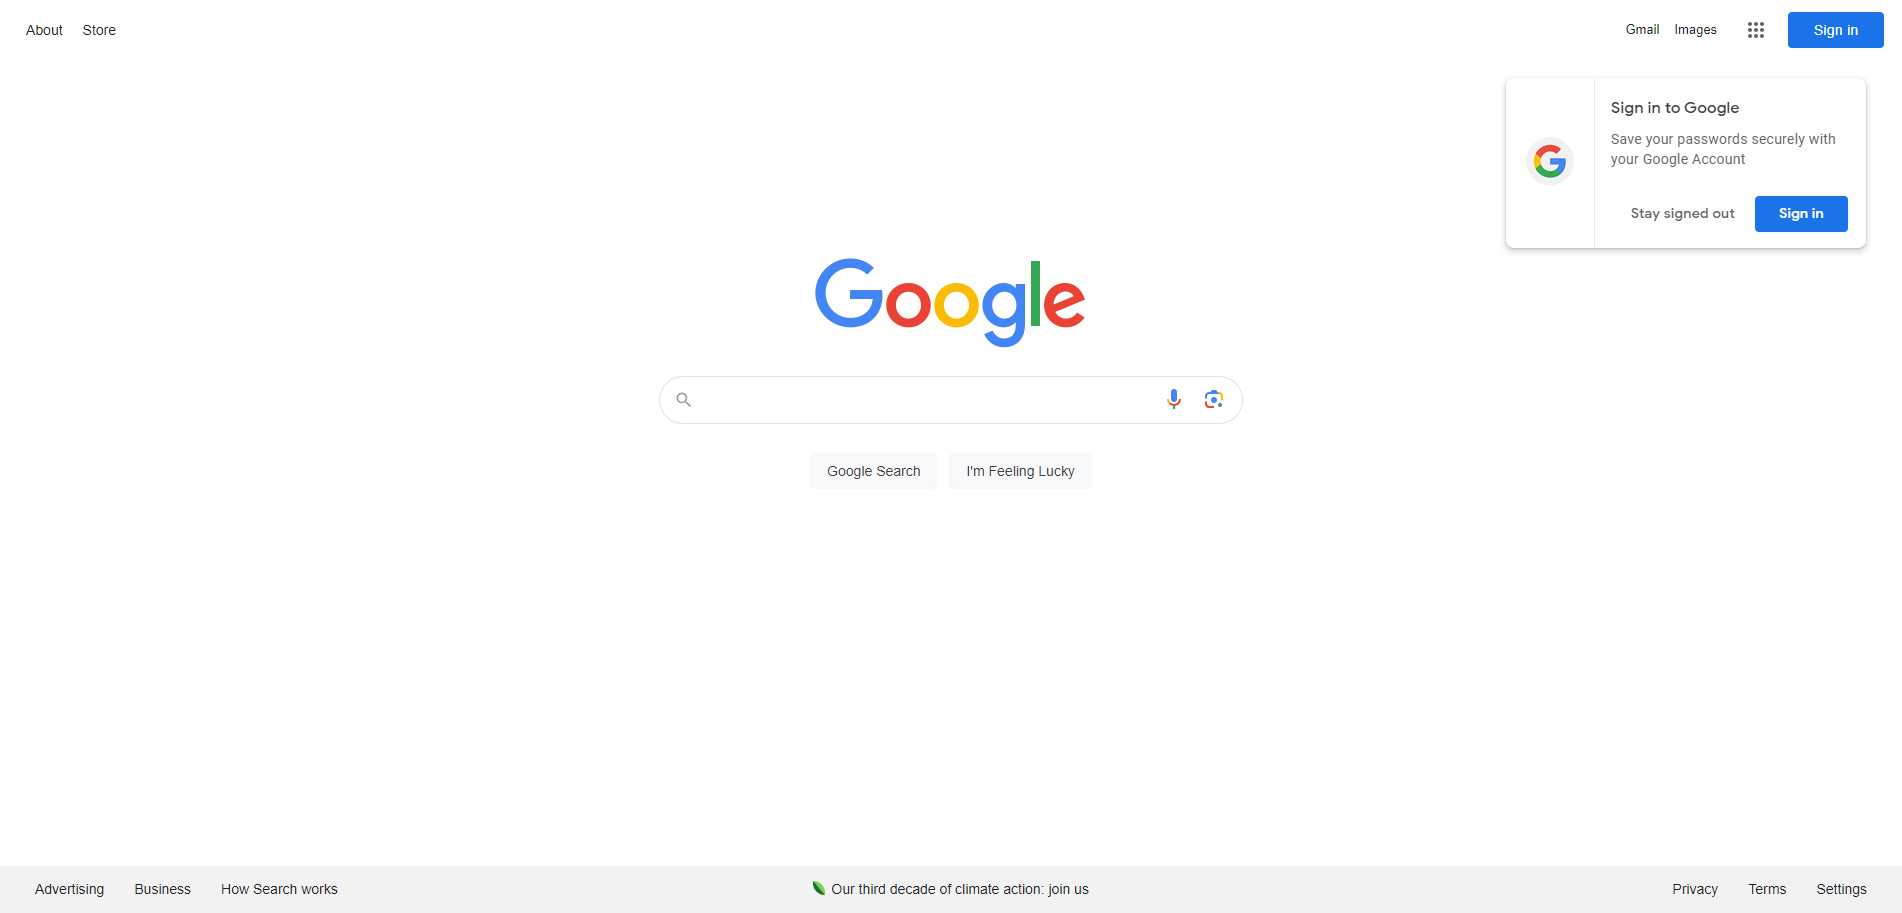 About Store
Gmail Images Sign in
Sign in to Google
Save your passwords securely with
your Google Account
Stay signed out Sign in
Google
Google Search I'm Feeling Lucky
Advertising Business How Search works
Our third decade of climate action: join us
Privacy Terms Settings